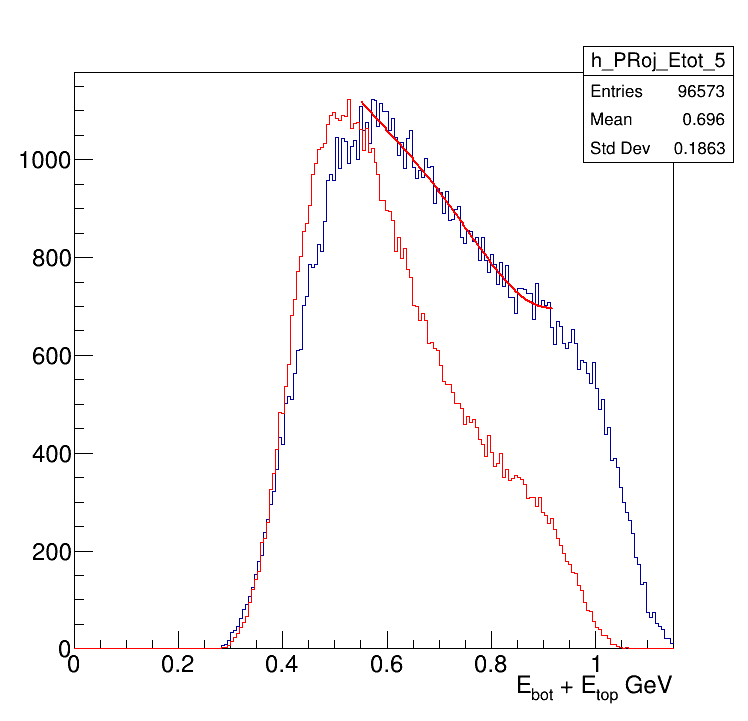 h_PRoj_Etot_5
Entries 96573
Mean 0.696
Std Dev 0.1863
1000
800
600
400
200
0
0 0.2 0.4 0.6 0.8 1
E_bot + E_top GeV